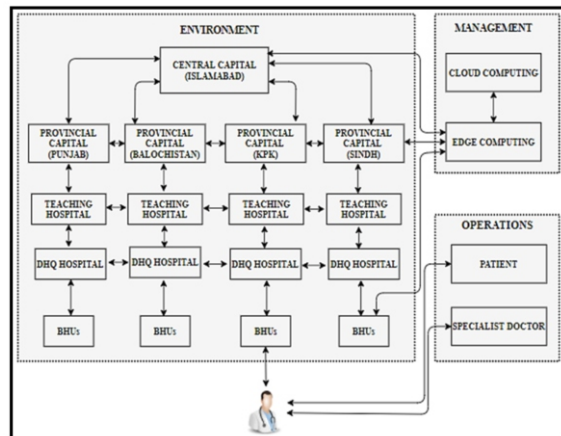 ENVIRONMENT
CENTRAL CAPITAL
(ISLAMABAD)
PROVINCIAL
CAPITAL
(PUNJAB)
PROVINCIAL
CAPITAL
(BALOCHISTAN)
PROVINCIAL
CAPITAL
(KPK)
PROVINCIAL
CAPITAL
(SINDH)
TEACHING
HOSPITAL
TEACHING
HOSPITAL
TEACHING
HOSPITAL
TEACHING
HOSPITAL
DHQ HOSPITAL
DHQ HOSPITAL
DHQ HOSPITAL
DHQ HOSPITAL
BHUs
BHUs
BHUs
BHUs
MANAGEMENT
CLOUD COMPUTING
EDGE COMPUTING
OPERATIONS
PATIENT
SPECIALIST DOCTOR